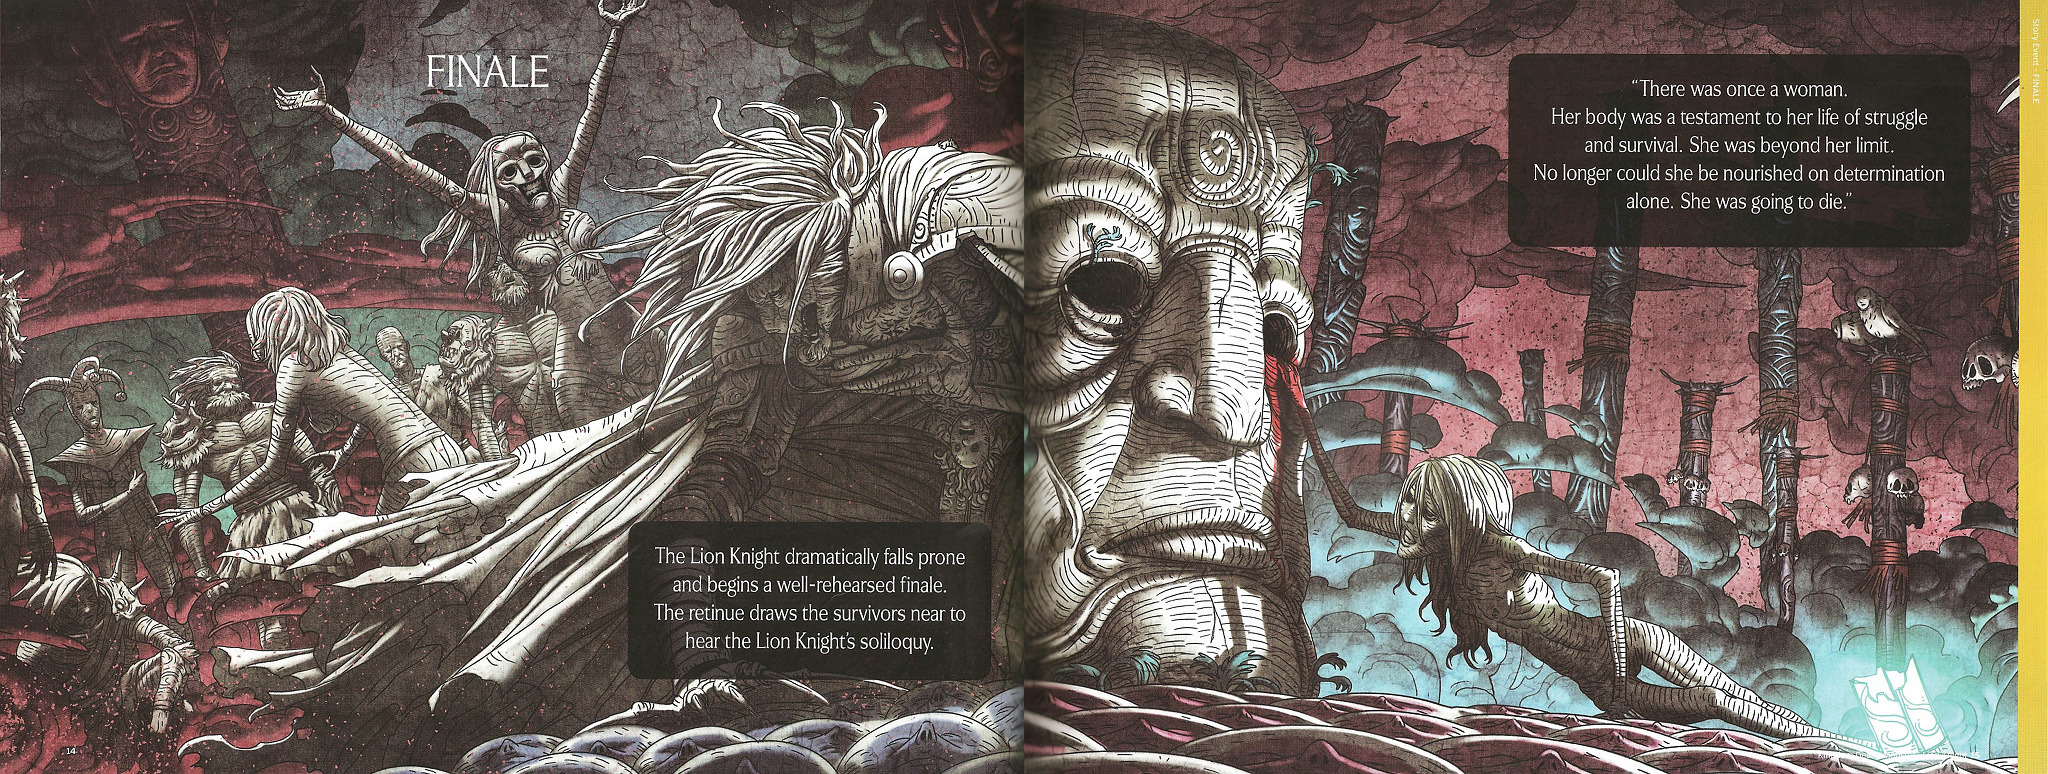 FINALE
The Lion Knight dramatically falls prone
and begins a well-rehearsed finale.
The retinue draws the survivors near to
hear the Lion Knight's soliloquy.
14
"There was once a woman.
Her body was a testament to her life of struggle
and survival. She was beyond her limit.
No longer could she be nourished on determination
alone. She was going to die."
Story Event - FINALE